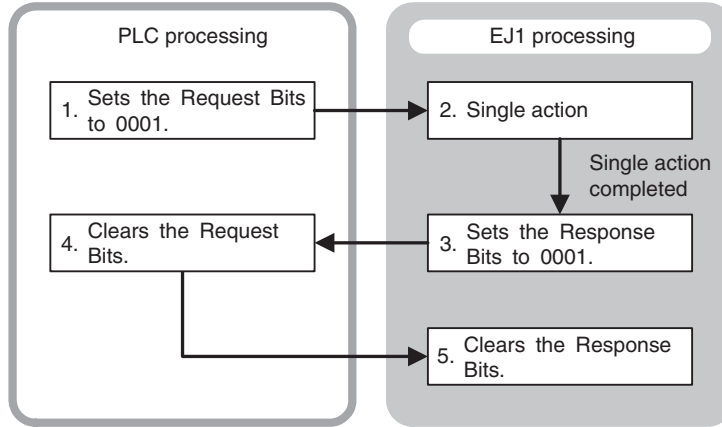 PLC processing
EJ1 processing
1. Sets the Request Bits
to 0001.
2. Single action
Single action
completed
3. Sets the Response
Bits to 0001.
4. Clears the Request
Bits.
5. Clears the Response
Bits.